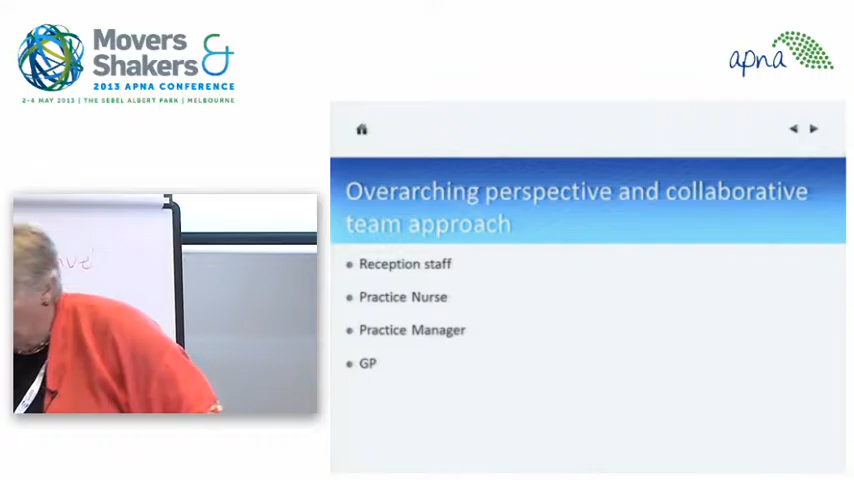 Movers &
Shakers
2013 APNA CONFERENCE
2-4 MAY 2013 | THE SEBEL ALBERT PARK | MELBOURNE
apna
Overarching perspective and collaborative
team approach
Reception staff
Practice Nurse
Practice Manager
GP